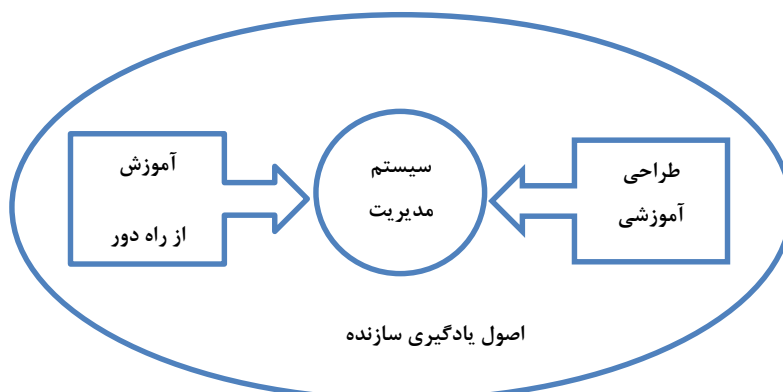 طراحی
آموزشی
سیستم
مدیریت
آموزش
از راه دور
اصول یادگیری سازنده